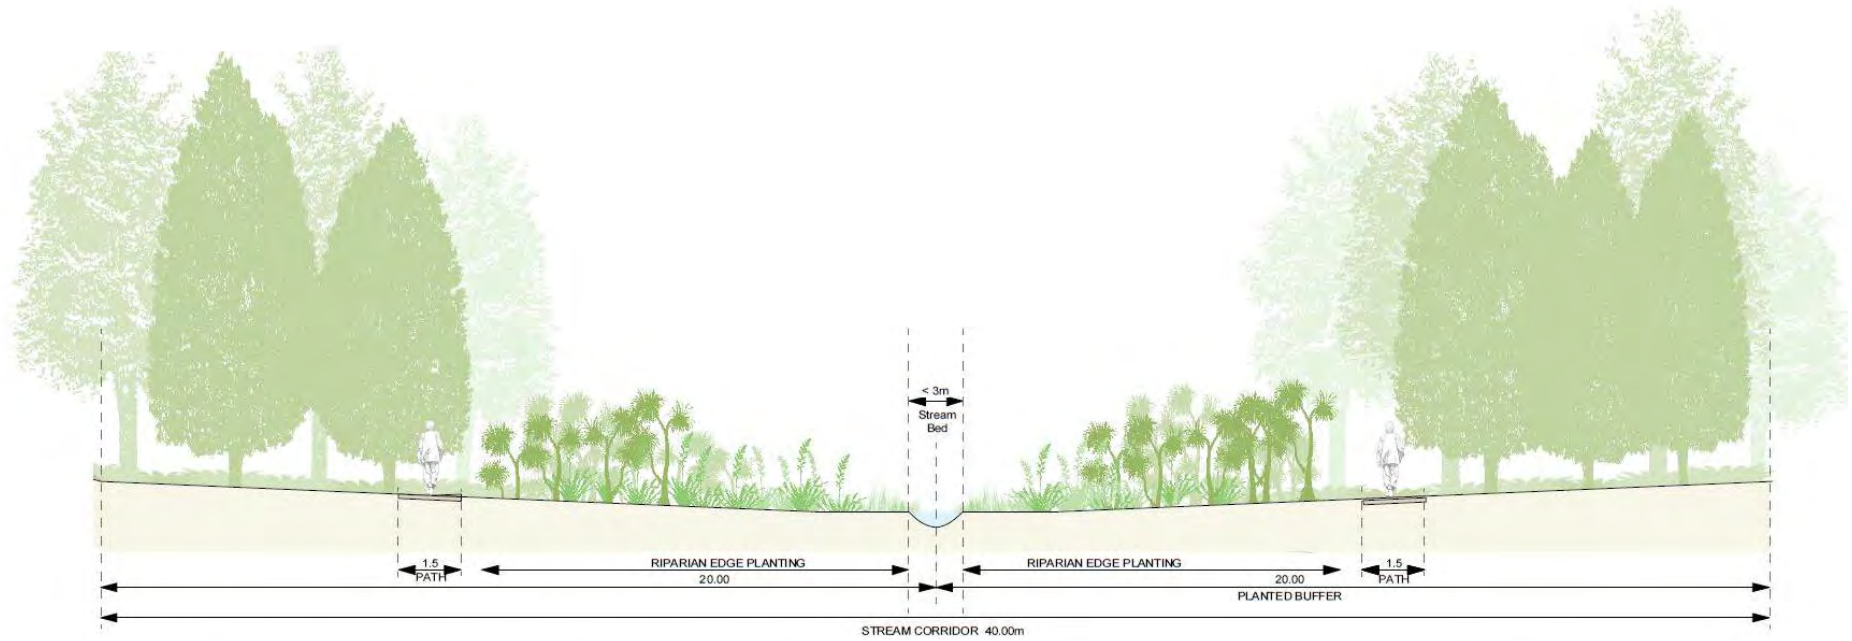 < 3m
Stream
Bed
1.5
PATH
RIPARIAN EDGE PLANTING
20.00
RIPARIAN EDGE PLANTING
20.00
1.5
PATH
PLANTED BUFFER
STREAM CORRIDOR 40.00m